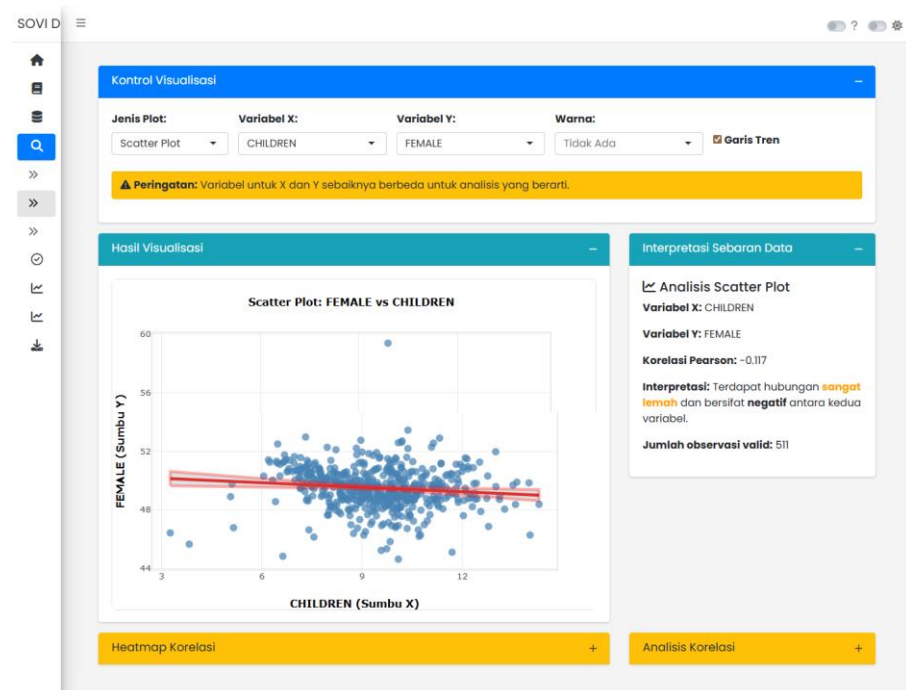 SOVI D
?
Kontrol Visualisasi
Jenis Plot: Variabel X: Variabel Y: Warna:
Scatter Plot CHILDREN FEMALE Tidak Ada Garis Tren
Peringatan: Variabel untuk X dan Y sebaiknya berbeda untuk analisis yang berarti.
Hasil Visualisasi
Scatter Plot: FEMALE vs CHILDREN
60
56
52
48
44
FEMALE (Sumbu Y)
3 6 9 12
CHILDREN (Sumbu X)
Interpretasi Sebaran Data
Analisis Scatter Plot
Variabel X: CHILDREN
Variabel Y: FEMALE
Korelasi Pearson: -0.117
Interpretasi: Terdapat hubungan sangat
lemah dan bersifat negatif antara kedua
variabel.
Jumlah observasi valid: 511
Heatmap Korelasi
Analisis Korelasi